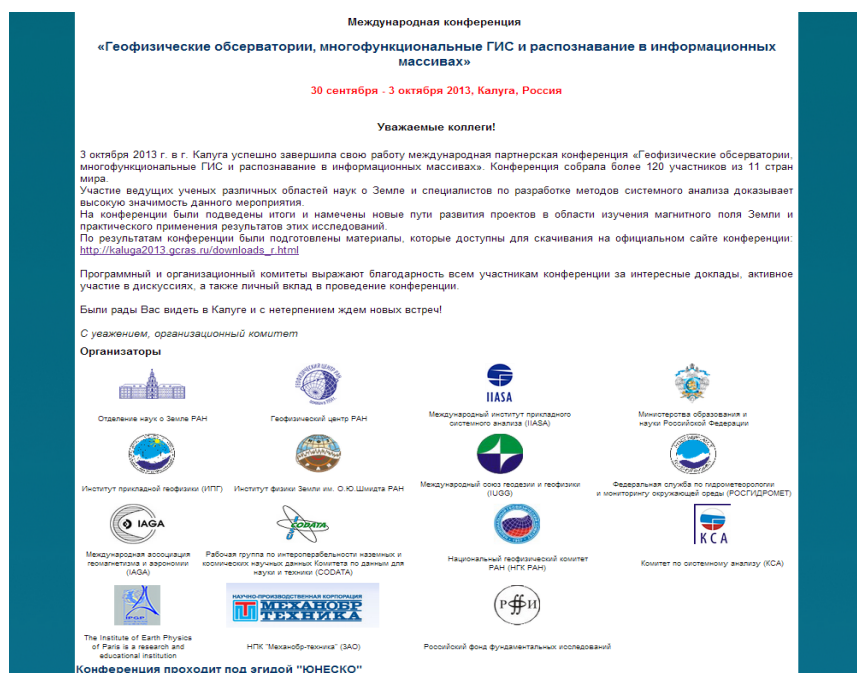 Международная конференция
«Геофизические обсерватории, многофункциональные ГИС и распознавание в информационных
массивах»
30 сентября - 3 октября 2013, Калуга, Россия
Уважаемые коллеги!
3 октября 2013 г. в г. Калуга успешно завершила свою работу международная партнерская конференция «Геофизические обсерватории,
многофункциональные ГИС и распознавание в информационных массивах». Конференция собрала более 120 участников из 11 стран
мира.
Участие ведущих ученых различных областей наук о Земле и специалистов по разработке методов системного анализа доказывает
высокую значимость данного мероприятия.
На конференции были подведены итоги и намечены новые пути развития проектов в области изучения магнитного поля Земли и
практического применения результатов этих исследований.
По результатам конференции были подготовлены материалы, которые доступны для скачивания на официальном сайте конференции:
http://kaluga2013.gcras.ru/downloads_r.html
Программный и организационный комитеты выражают благодарность всем участникам конференции за интересные доклады, активное
участие в дискуссиях, а также личный вклад в проведение конференции.
Были рады Вас видеть в Калуге и с нетерпением ждем новых встреч!
С уважением, организационный комитет
Организаторы
IIASA
Отделение наук о Земле РАН
Геофизический центр РАН
Международный институт прикладного
системного анализа (IIASA)
Министерства образования и
науки Российской Федерации
Институт прикладной геофизики (ИПГ)
Институт физики Земли им. О.Ю.Шмидта РАН
Международный союз геодезии и геофизики
(IUGG)
Федеральная служба по гидрометеорологии
и мониторингу окружающей среды (РОСГИДРОМЕТ)
IAGA
CODATA
КСА
Международная ассоциация
геомагнетизма и аэрономии
(IAGA)
Рабочая группа по интероперабельности наземных и
космических научных данных Комитета по данным для
науки и техники (CODATA)
Национальный геофизический комитет
РАН (НГК РАН)
Комитет по системному анализу (КСА)
IPGP
НАУЧНО-ПРОИЗВОДСТВЕННАЯ КОРПОРАЦИЯ
МЕХАНОБР
ТЕХНИКА
РФФИ
The Institute of Earth Physics
of Paris is a research and
educational institution
НПК "Механобр-техника" (ЗАО)
Российский фонд фундаментальных исследований
Конференция проходит под эгидой "ЮНЕСКО"